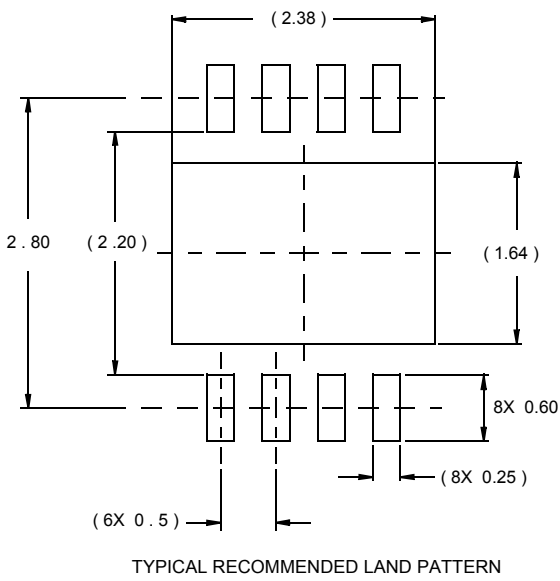 ( 2.38 )
2 . 80
( 2 .20 )
( 1.64 )
8X 0.60
( 8X 0.25 )
( 6X 0 . 5 )
TYPICAL RECOMMENDED LAND PATTERN